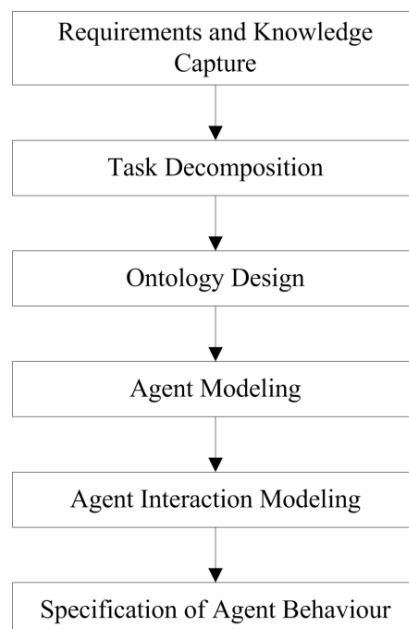 Requirements and Knowledge
Capture
Task Decomposition
Ontology Design
Agent Modeling
Agent Interaction Modeling
Specification of Agent Behaviour